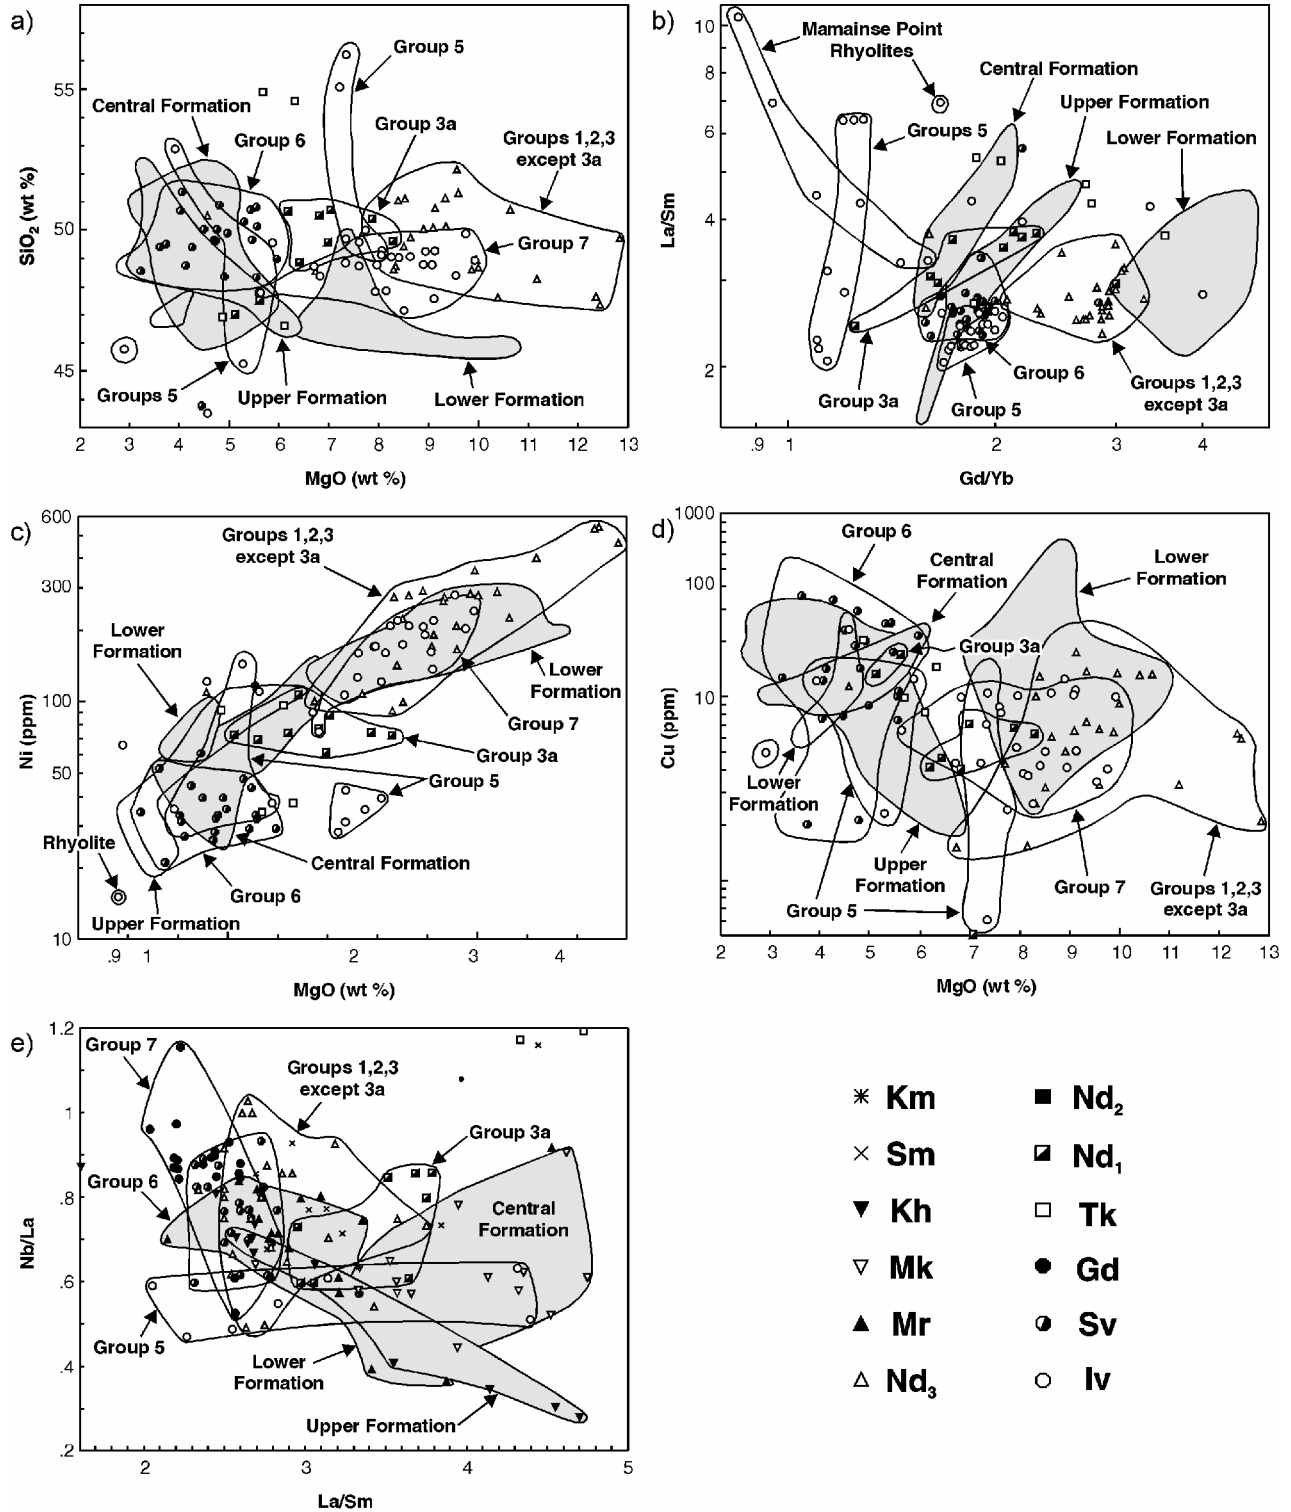 a)
Group 5
Central Formation
Group 6
Group 3a
Groups 1,2,3
except 3a
Group 7
Groups 5
Upper Formation
Lower Formation
55
50
45
SiO₂ (wt %)
2 3 4 5 6 7 8 9 10 11 12 13
MgO (wt %)
b)
Mamainse Point
Rhyolites
Central Formation
Upper Formation
Lower Formation
Groups 5
Group 3a
Group 6
Group 5
Groups 1,2,3
except 3a
10
8
6
4
2
La/Sm
.9 1 2 3 4
Gd/Yb
c)
Groups 1,2,3
except 3a
Lower
Formation
Lower
Formation
Group 7
Group 3a
Group 5
Central Formation
Group 6
Rhyolite
Upper Formation
600
300
100
50
10
Ni (ppm)
.9 1 2 3 4
MgO (wt %)
d)
Group 6
Central
Formation
Lower
Formation
Group 3a
Lower
Formation
Upper
Formation
Group 5
Group 7
Groups 1,2,3
except 3a
1000
100
10
Cu (ppm)
2 3 4 5 6 7 8 9 10 11 12 13
MgO (wt %)
e)
Group 7
Groups 1,2,3
except 3a
Group 3a
Group 6
Central
Formation
Group 5
Lower
Formation
Upper Formation
1.2
1
.8
.6
.4
.2
Nb/La
2 3 4 5
La/Sm
Km
Sm
Kh
Mk
Mr
Nd₃
Nd₂
Nd₁
Tk
Gd
Sv
Iv